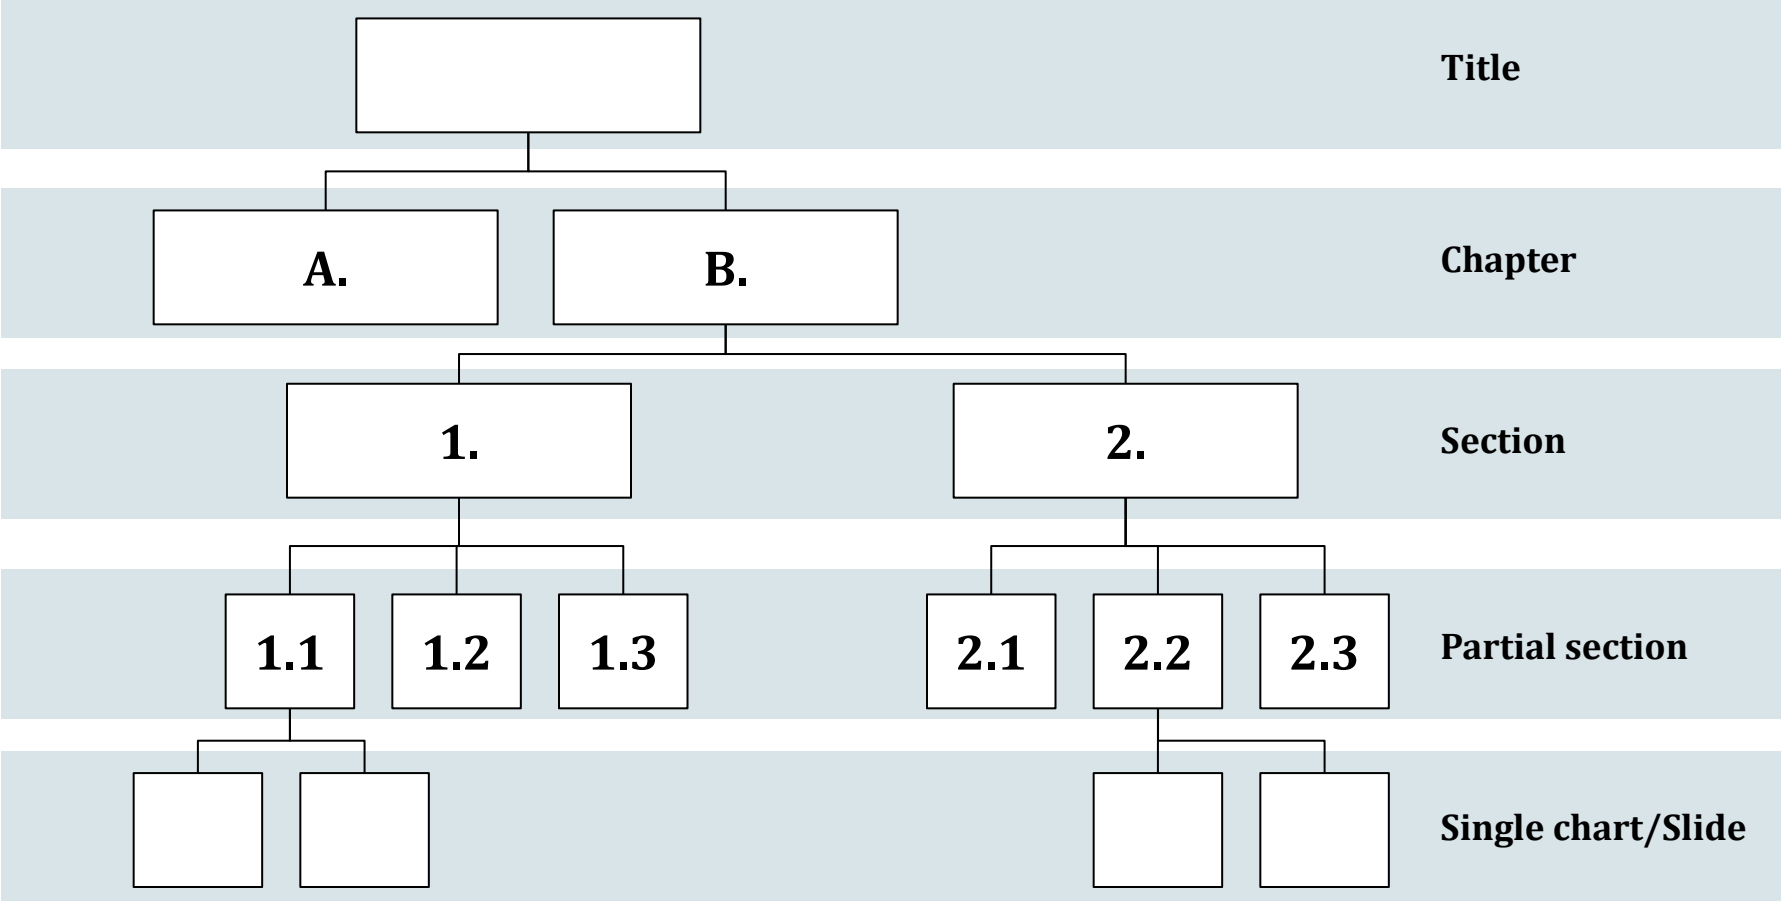 Title
A.
B.
Chapter
1.
2.
Section
1.1
1.2
1.3
2.1
2.2
2.3
Partial section
Single chart/Slide